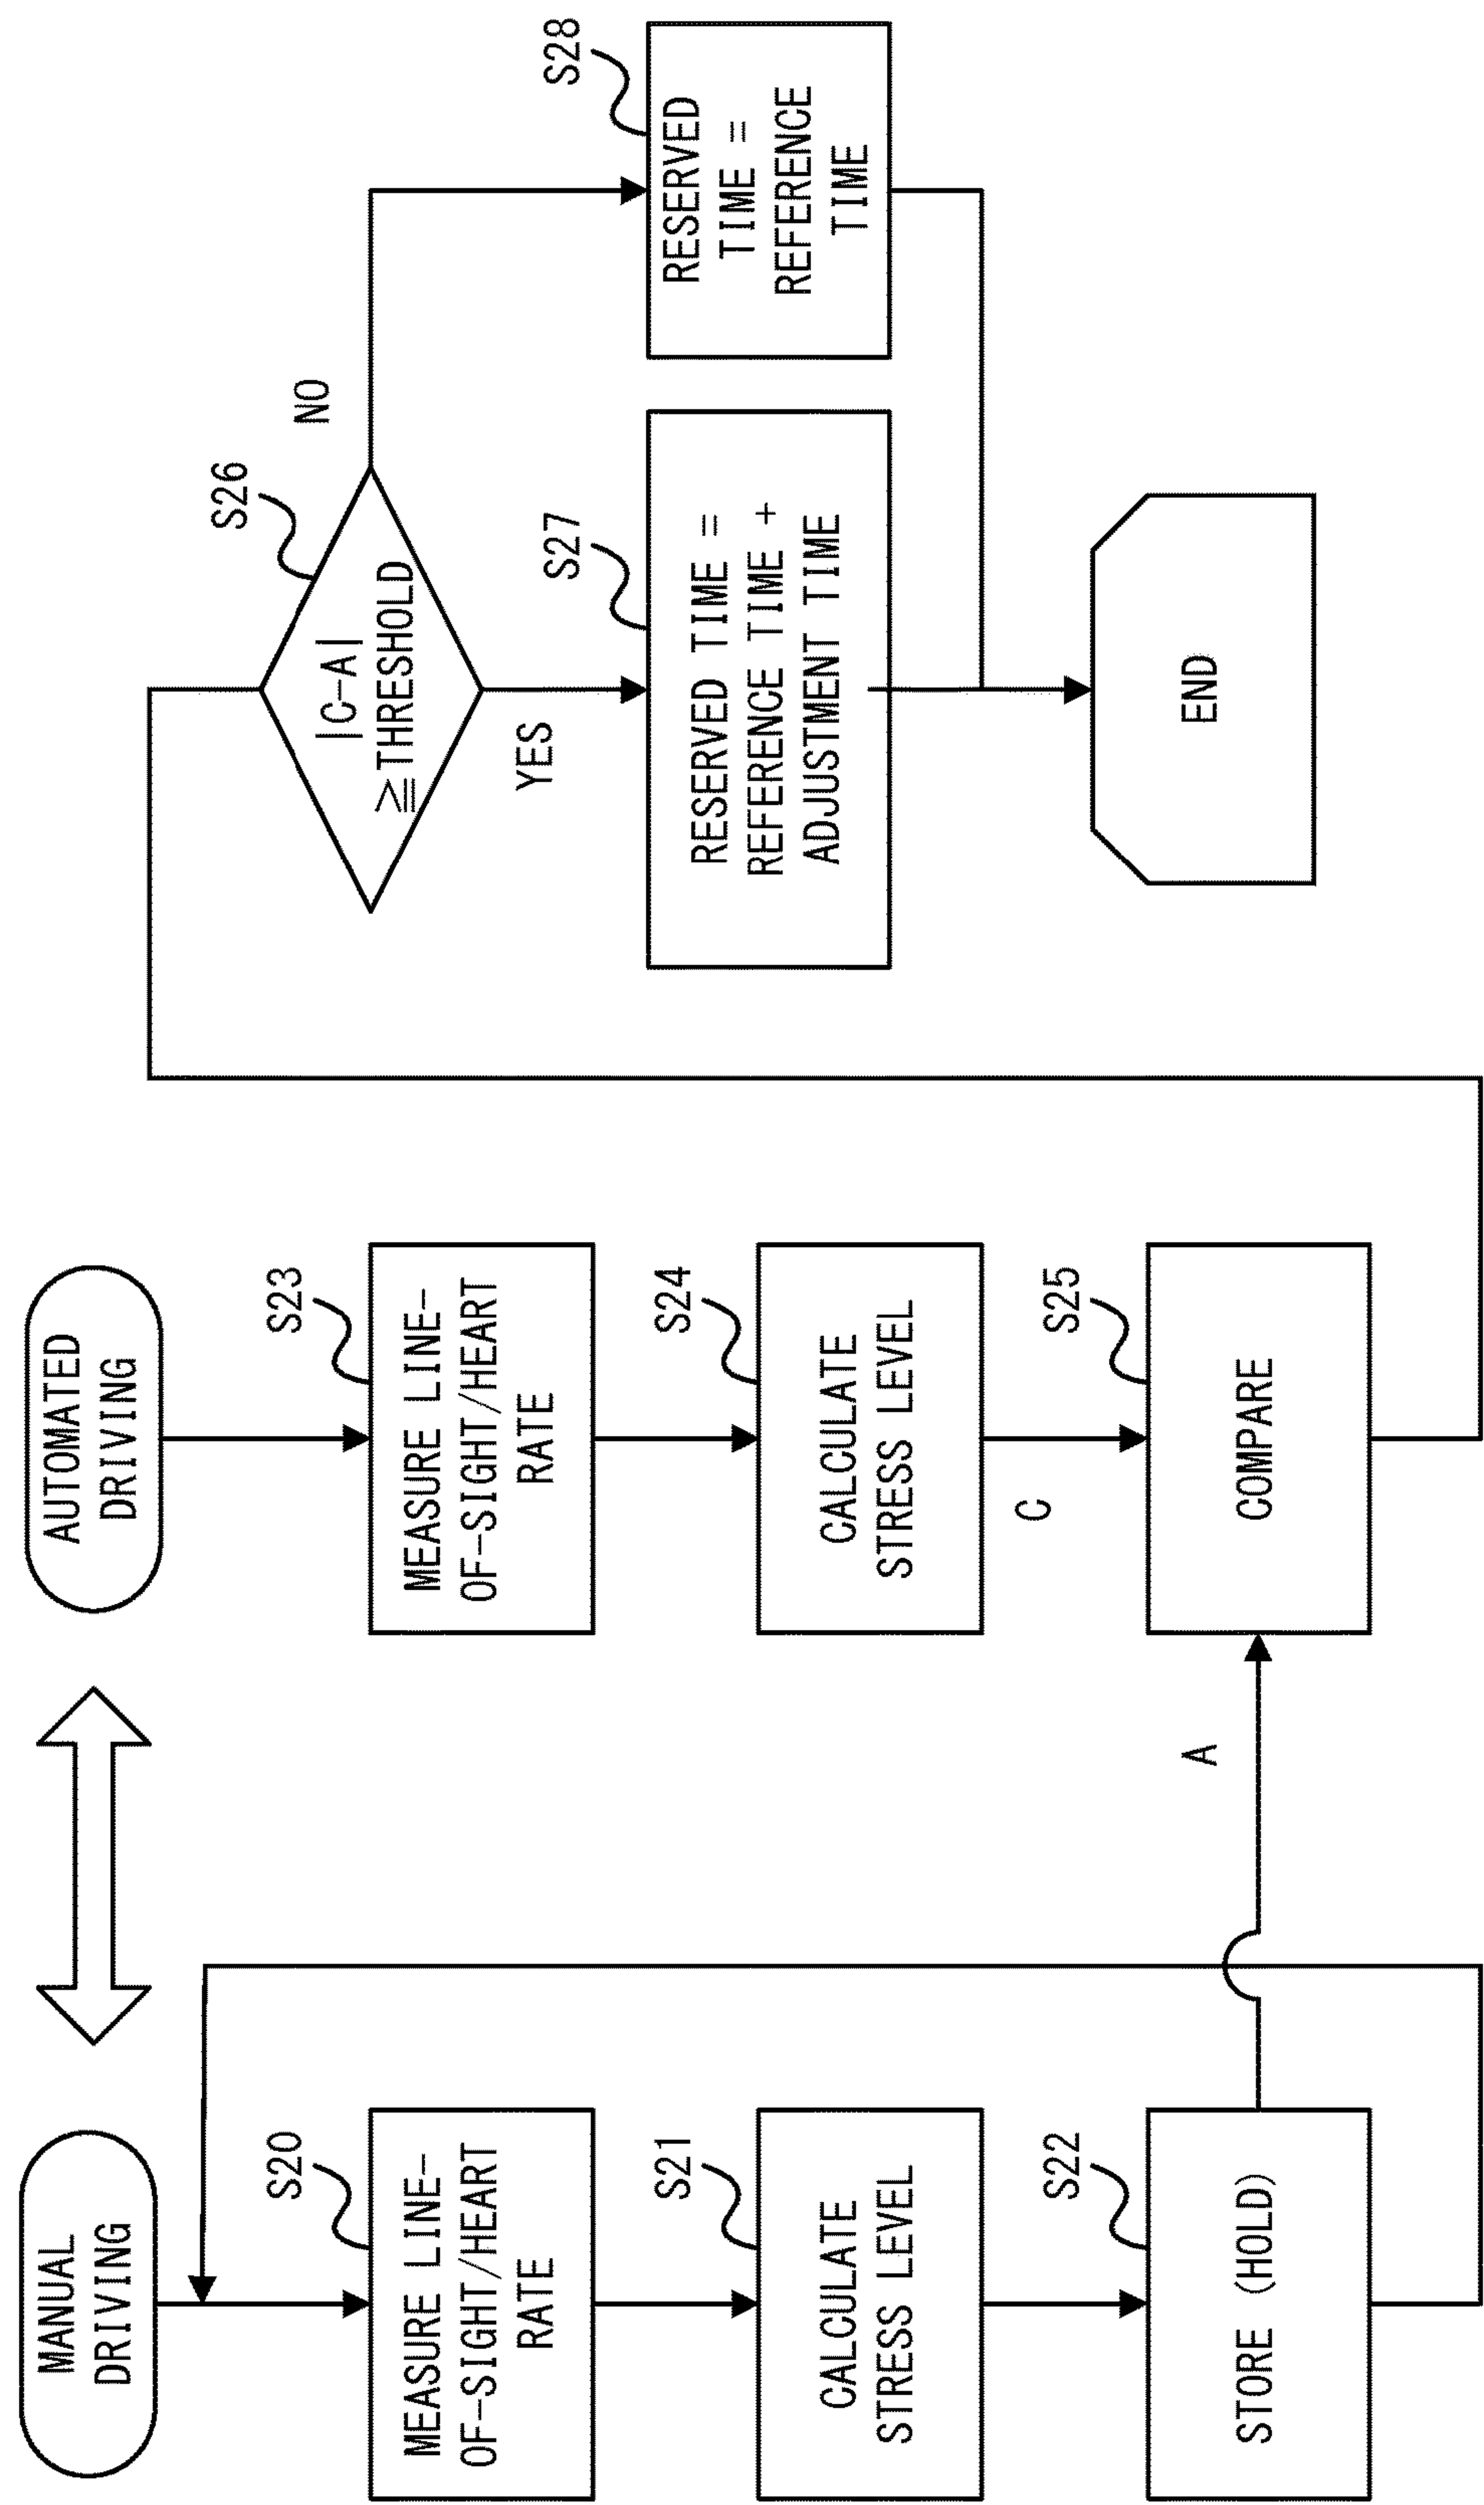 MANUAL
DRIVING
S20
MEASURE LINE-
OF-SIGHT/HEART
RATE
S21
CALCULATE
STRESS LEVEL
S22
STORE (HOLD)
A
AUTOMATED
DRIVING
S23
MEASURE LINE-
OF-SIGHT/HEART
RATE
S24
CALCULATE
STRESS LEVEL
C
S25
COMPARE
S26
|C-A|
≧THRESHOLD
NO
YES
S27
RESERVED TIME =
REFERENCE TIME +
ADJUSTMENT TIME
S28
RESERVED
TIME =
REFERENCE
TIME
END